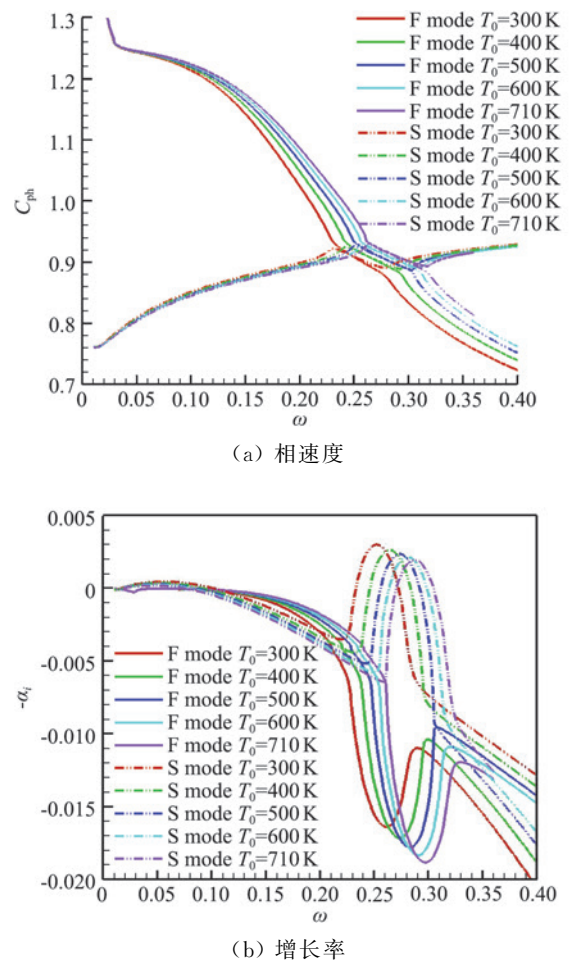 1.3
1.2
1.1
1.0
0.9
0.8
0.7
C_ph
F mode T₀=300 K
F mode T₀=400 K
F mode T₀=500 K
F mode T₀=600 K
F mode T₀=710 K
S mode T₀=300 K
S mode T₀=400 K
S mode T₀=500 K
S mode T₀=600 K
S mode T₀=710 K
0 0.05 0.10 0.15 0.20 0.25 0.30 0.35 0.40
ω
（a）相速度
0.005
0
-0.005
-0.010
-0.015
-0.020
-α_i
F mode T₀=300 K
F mode T₀=400 K
F mode T₀=500 K
F mode T₀=600 K
F mode T₀=710 K
S mode T₀=300 K
S mode T₀=400 K
S mode T₀=500 K
S mode T₀=600 K
S mode T₀=710 K
0 0.05 0.10 0.15 0.20 0.25 0.30 0.35 0.40
ω
（b）增长率